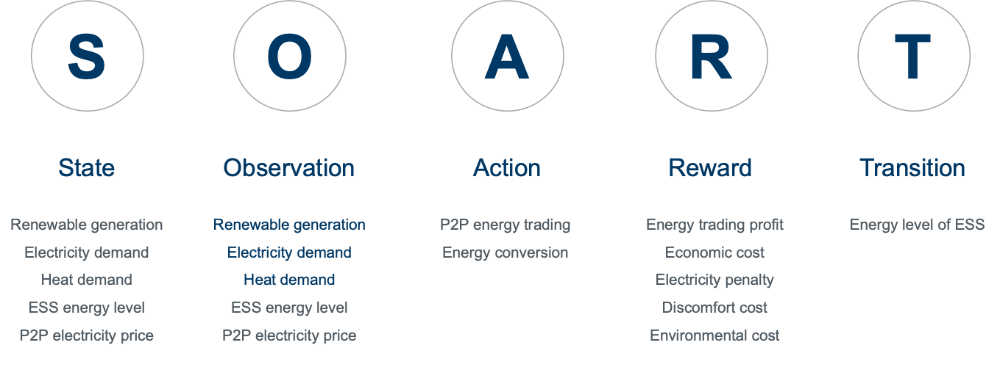 S
O
A
R
T
State
Observation
Action
Reward
Transition
Renewable generation
Electricity demand
Heat demand
ESS energy level
P2P electricity price
Renewable generation
Electricity demand
Heat demand
ESS energy level
P2P electricity price
P2P energy trading
Energy conversion
Energy trading profit
Economic cost
Electricity penalty
Discomfort cost
Environmental cost
Energy level of ESS